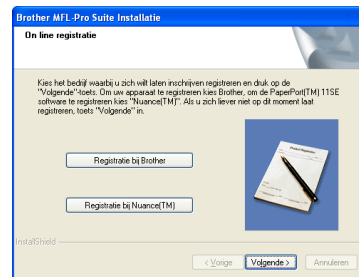 Brother MFL-Pro Suite Installatie
On line registratie
Kies het bedrijf waarbij u zich wilt laten inschrijven registreren en druk op de
"Volgende"-toets. Om uw apparaat te registreren kies Brother, om de PaperPort(TM) 11SE
software te registreren kies "Nuance(TM)". Als u zich liever niet op dit moment laat
registreren, toets "Volgende" in.
Registratie bij Brother
Registratie bij Nuance(TM)
InstallShield
< Vorige
Volgende >
Annuleren